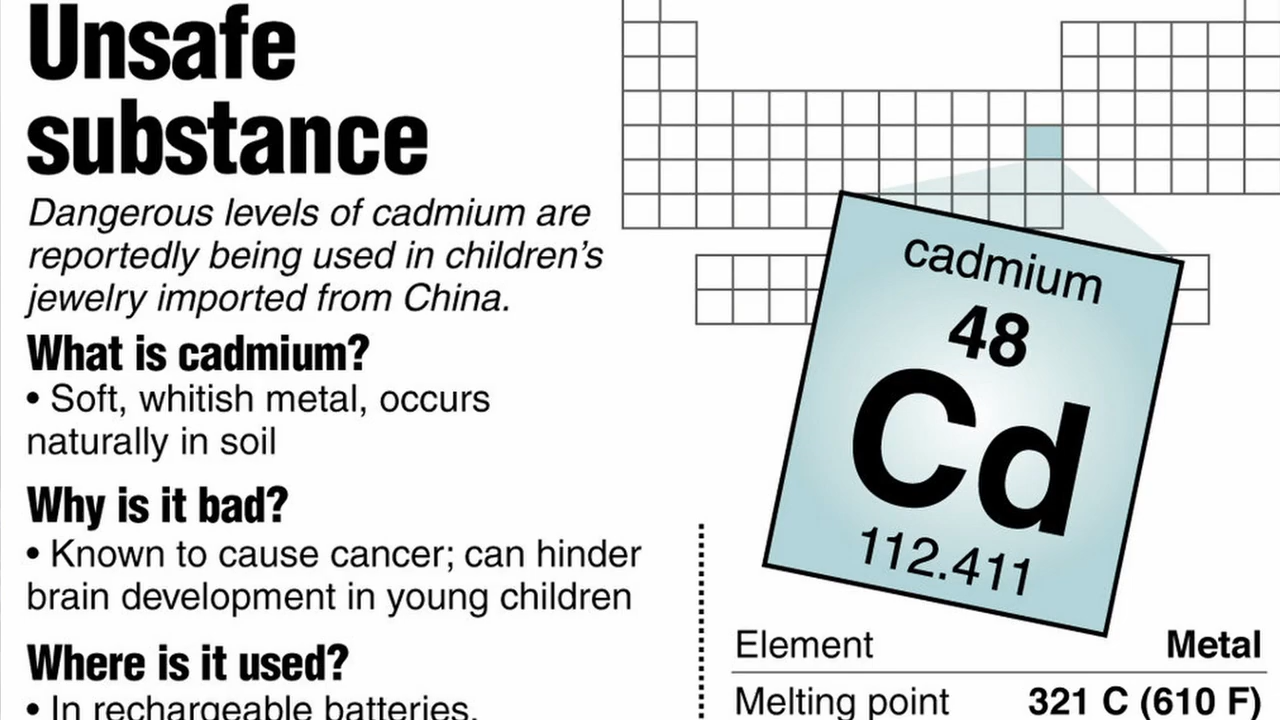 Unsafe
substance
Dangerous levels of cadmium are
reportedly being used in children's
jewelry imported from China.
What is cadmium?
• Soft, whitish metal, occurs
naturally in soil
Why is it bad?
• Known to cause cancer; can hinder
brain development in young children
Where is it used?
• In rechargeable batteries,
cadmium
48
Cd
112.411
Element Metal
Melting point 321 C (610 F)